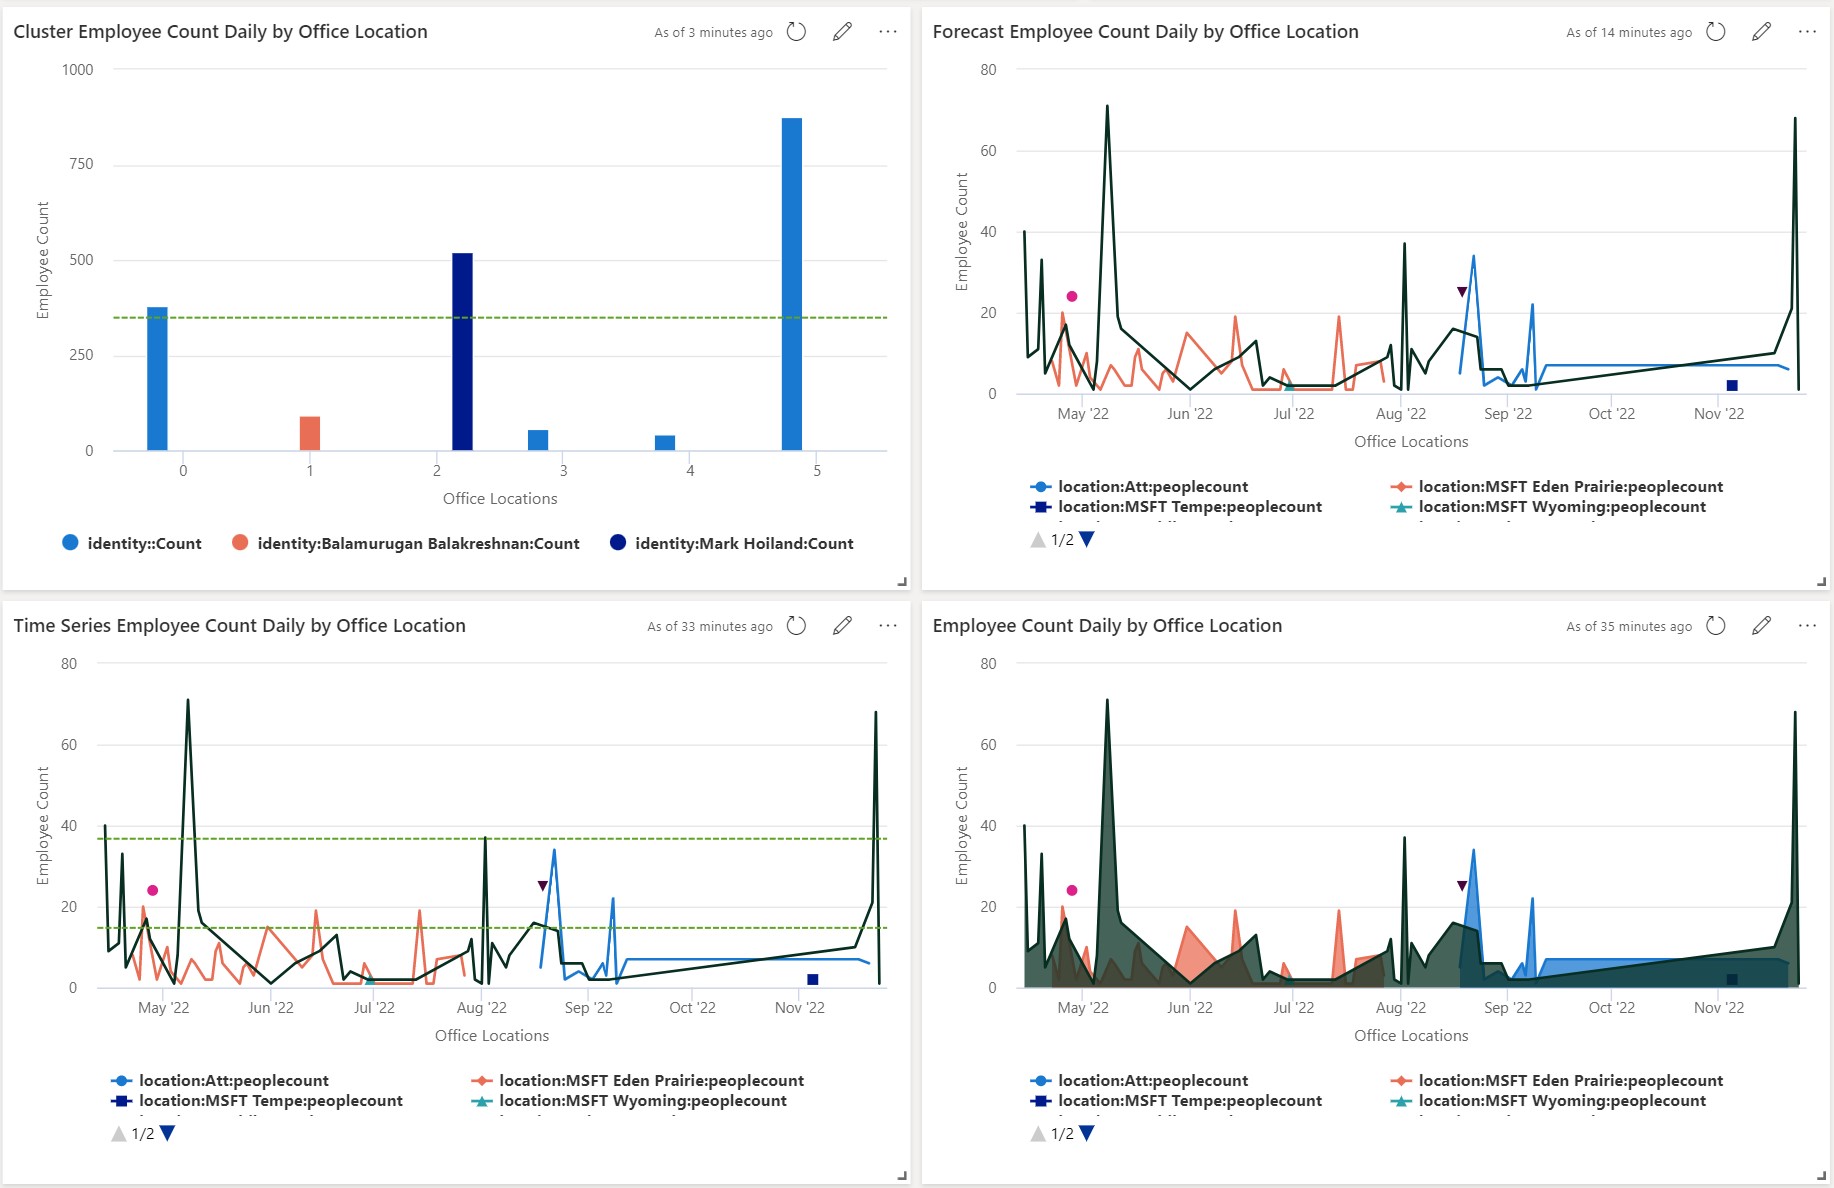 Cluster Employee Count Daily by Office Location
As of 3 minutes ago
1000
750
500
250
0
Employee Count
0 1 2 3 4 5
Office Locations
identity::Count identity:Balamurugan Balakreshnan:Count identity:Mark Hoiland:Count
Forecast Employee Count Daily by Office Location
As of 14 minutes ago
80
60
40
20
0
Employee Count
May '22 Jun '22 Jul '22 Aug '22 Sep '22 Oct '22 Nov '22
Office Locations
location:Att:peoplecount location:MSFT Eden Prairie:peoplecount
location:MSFT Tempe:peoplecount location:MSFT Wyoming:peoplecount
1/2
Time Series Employee Count Daily by Office Location
As of 33 minutes ago
80
60
40
20
0
Employee Count
May '22 Jun '22 Jul '22 Aug '22 Sep '22 Oct '22 Nov '22
Office Locations
location:Att:peoplecount location:MSFT Eden Prairie:peoplecount
location:MSFT Tempe:peoplecount location:MSFT Wyoming:peoplecount
1/2
Employee Count Daily by Office Location
As of 35 minutes ago
80
60
40
20
0
Employee Count
May '22 Jun '22 Jul '22 Aug '22 Sep '22 Oct '22 Nov '22
Office Locations
location:Att:peoplecount location:MSFT Eden Prairie:peoplecount
location:MSFT Tempe:peoplecount location:MSFT Wyoming:peoplecount
1/2